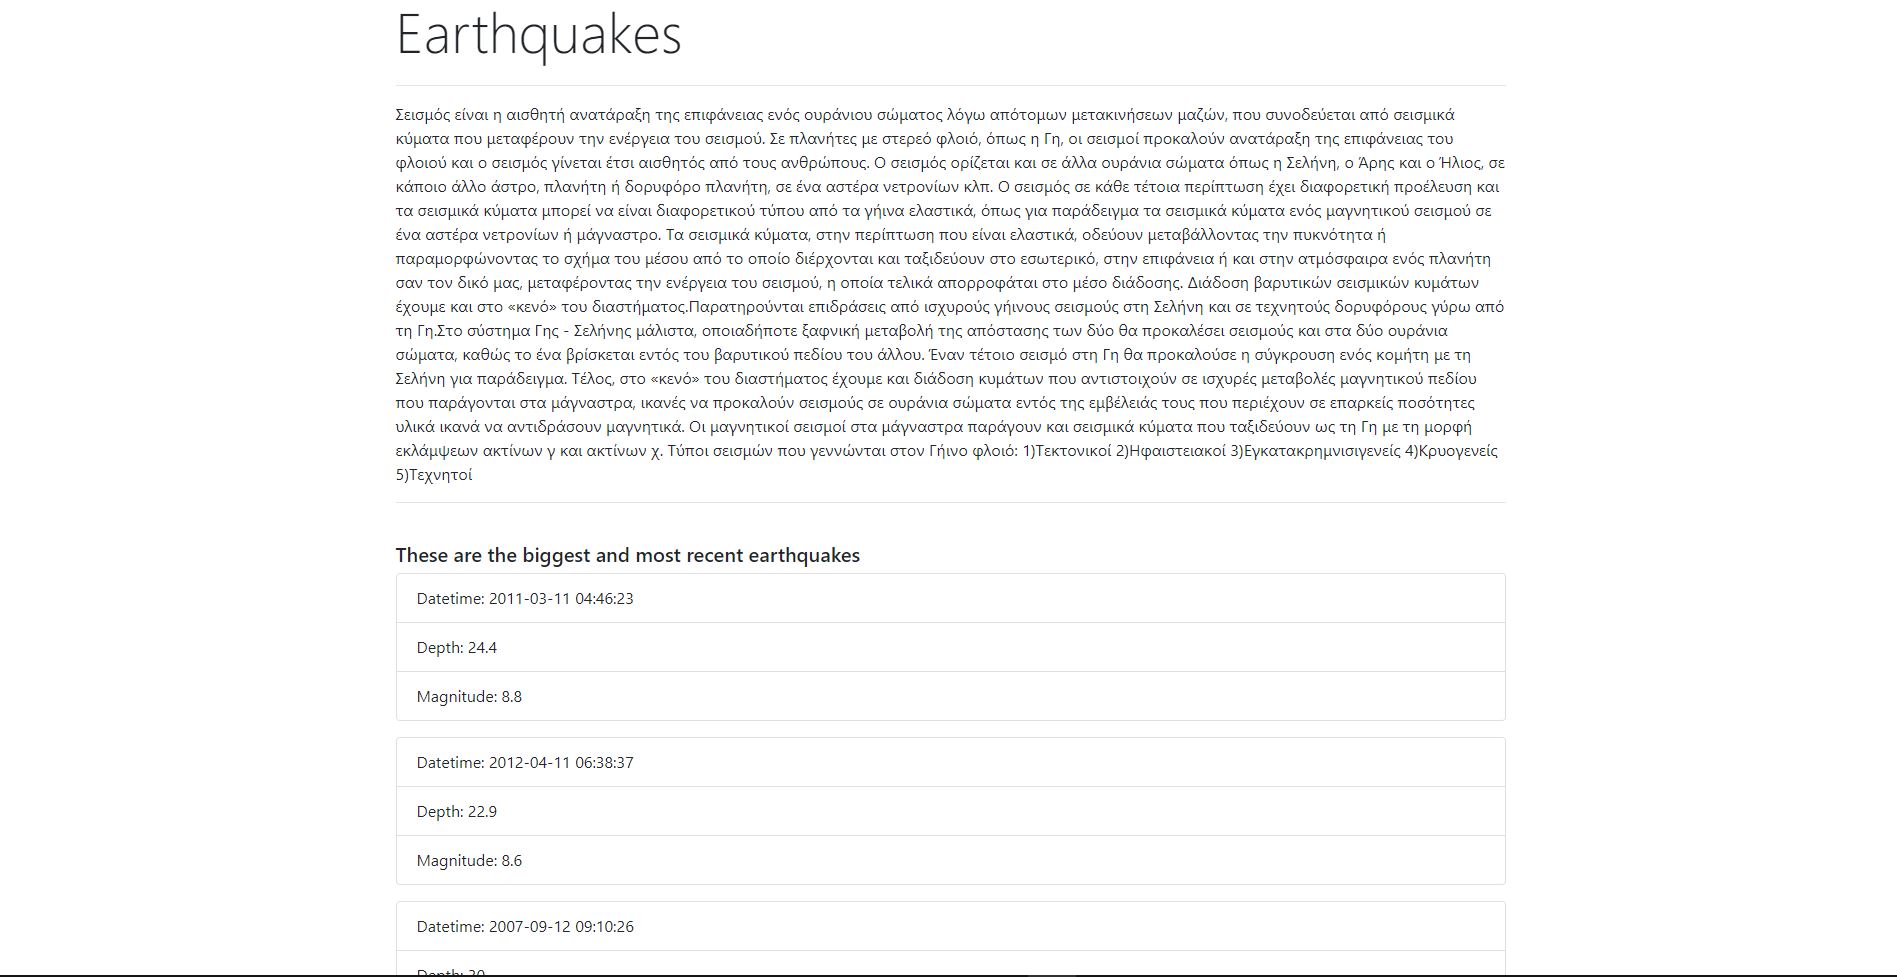 Earthquakes
Σεισμός είναι η αισθητή ανατάραξη της επιφάνειας ενός ουράνιου σώματος λόγω απότομων μετακινήσεων μαζών, που συνοδεύεται από σεισμικά
κύματα που μεταφέρουν την ενέργεια του σεισμού. Σε πλανήτες με στερεό φλοιό, όπως η Γη, οι σεισμοί προκαλούν ανατάραξη της επιφάνειας του
φλοιού και ο σεισμός γίνεται έτσι αισθητός από τους ανθρώπους. Ο σεισμός ορίζεται και σε άλλα ουράνια σώματα όπως η Σελήνη, ο Άρης και ο Ήλιος, σε
κάποιο άλλο άστρο, πλανήτη ή δορυφόρο πλανήτη, σε ένα αστέρα νετρονίων κλπ. Ο σεισμός σε κάθε τέτοια περίπτωση έχει διαφορετική προέλευση και
τα σεισμικά κύματα μπορεί να είναι διαφορετικού τύπου από τα γήινα ελαστικά, όπως για παράδειγμα τα σεισμικά κύματα ενός μαγνητικού σεισμού σε
ένα αστέρα νετρονίων ή μάγναστρο. Τα σεισμικά κύματα, στην περίπτωση που είναι ελαστικά, οδεύουν μεταβάλλοντας την πυκνότητα ή
παραμορφώνοντας το σχήμα του μέσου από το οποίο διέρχονται και ταξιδεύουν στο εσωτερικό, στην επιφάνεια ή και στην ατμόσφαιρα ενός πλανήτη
σαν τον δικό μας, μεταφέροντας την ενέργεια του σεισμού, η οποία τελικά απορροφάται στο μέσο διάδοσης. Διάδοση βαρυτικών σεισμικών κυμάτων
έχουμε και στο «κενό» του διαστήματος.Παρατηρούνται επιδράσεις από ισχυρούς γήινους σεισμούς στη Σελήνη και σε τεχνητούς δορυφόρους γύρω από
τη Γη.Στο σύστημα Γης - Σελήνης μάλιστα, οποιαδήποτε ξαφνική μεταβολή της απόστασης των δύο θα προκαλέσει σεισμούς και στα δύο ουράνια
σώματα, καθώς το ένα βρίσκεται εντός του βαρυτικού πεδίου του άλλου. Έναν τέτοιο σεισμό στη Γη θα προκαλούσε η σύγκρουση ενός κομήτη με τη
Σελήνη για παράδειγμα. Τέλος, στο «κενό» του διαστήματος έχουμε και διάδοση κυμάτων που αντιστοιχούν σε ισχυρές μεταβολές μαγνητικού πεδίου
που παράγονται στα μάγναστρα, ικανές να προκαλούν σεισμούς σε ουράνια σώματα εντός της εμβέλειάς τους που περιέχουν σε επαρκείς ποσότητες
υλικά ικανά να αντιδράσουν μαγνητικά. Οι μαγνητικοί σεισμοί στα μάγναστρα παράγουν και σεισμικά κύματα που ταξιδεύουν ως τη Γη με τη μορφή
εκλάμψεων ακτίνων γ και ακτίνων χ. Τύποι σεισμών που γεννώνται στον Γήινο φλοιό: 1)Τεκτονικοί 2)Ηφαιστειακοί 3)Εγκατακρημνισιγενείς 4)Κρυογενείς
5)Τεχνητοί
These are the biggest and most recent earthquakes
Datetime: 2011-03-11 04:46:23
Depth: 24.4
Magnitude: 8.8
Datetime: 2012-04-11 06:38:37
Depth: 22.9
Magnitude: 8.6
Datetime: 2007-09-12 09:10:26
Depth: 30